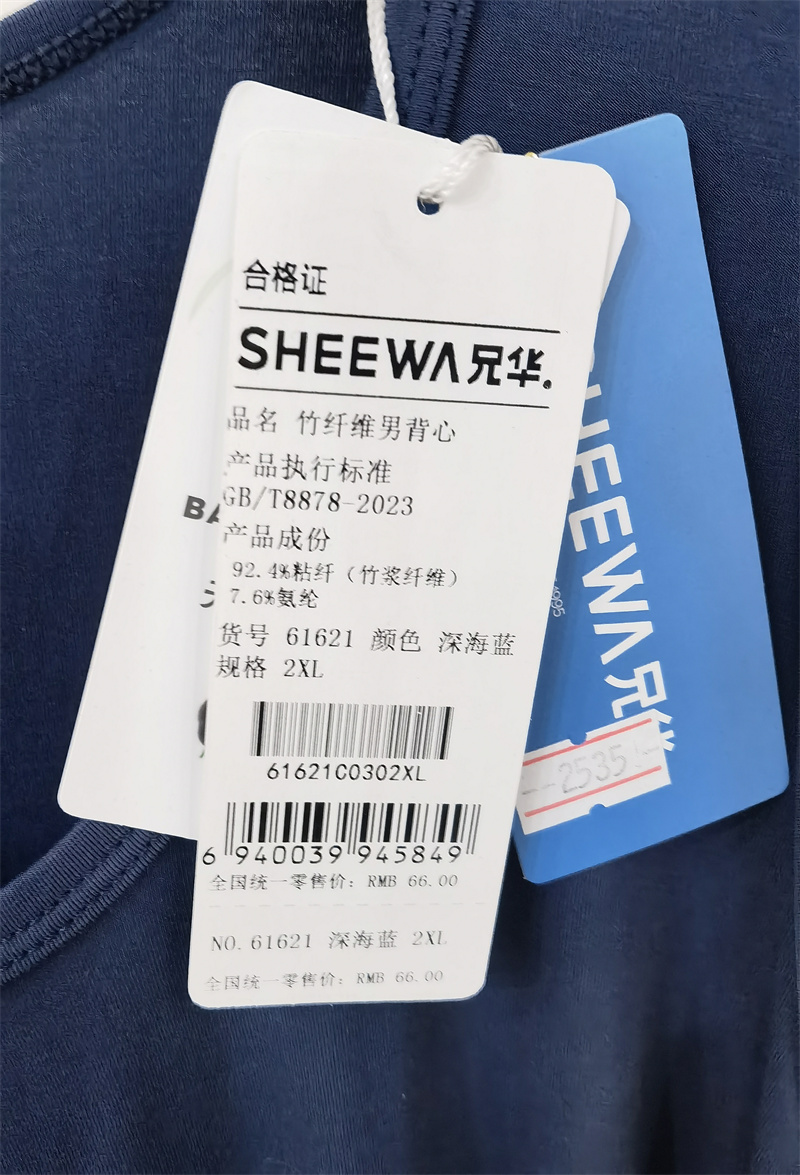 合格证
SHEEWA兄华
品名 竹纤维男背心
产品执行标准
GB/T8878-2023
产品成份
92.4%粘纤（竹浆纤维）
7.6%氨纶
货号 61621 颜色 深海蓝
规格 2XL
61621C0302XL
6 940039 945849
全国统一零售价: RMB 66.00
NO.61621 深海蓝 2XL
全国统一零售价: RMB 66.00
BA
HEEWA兄华
2535